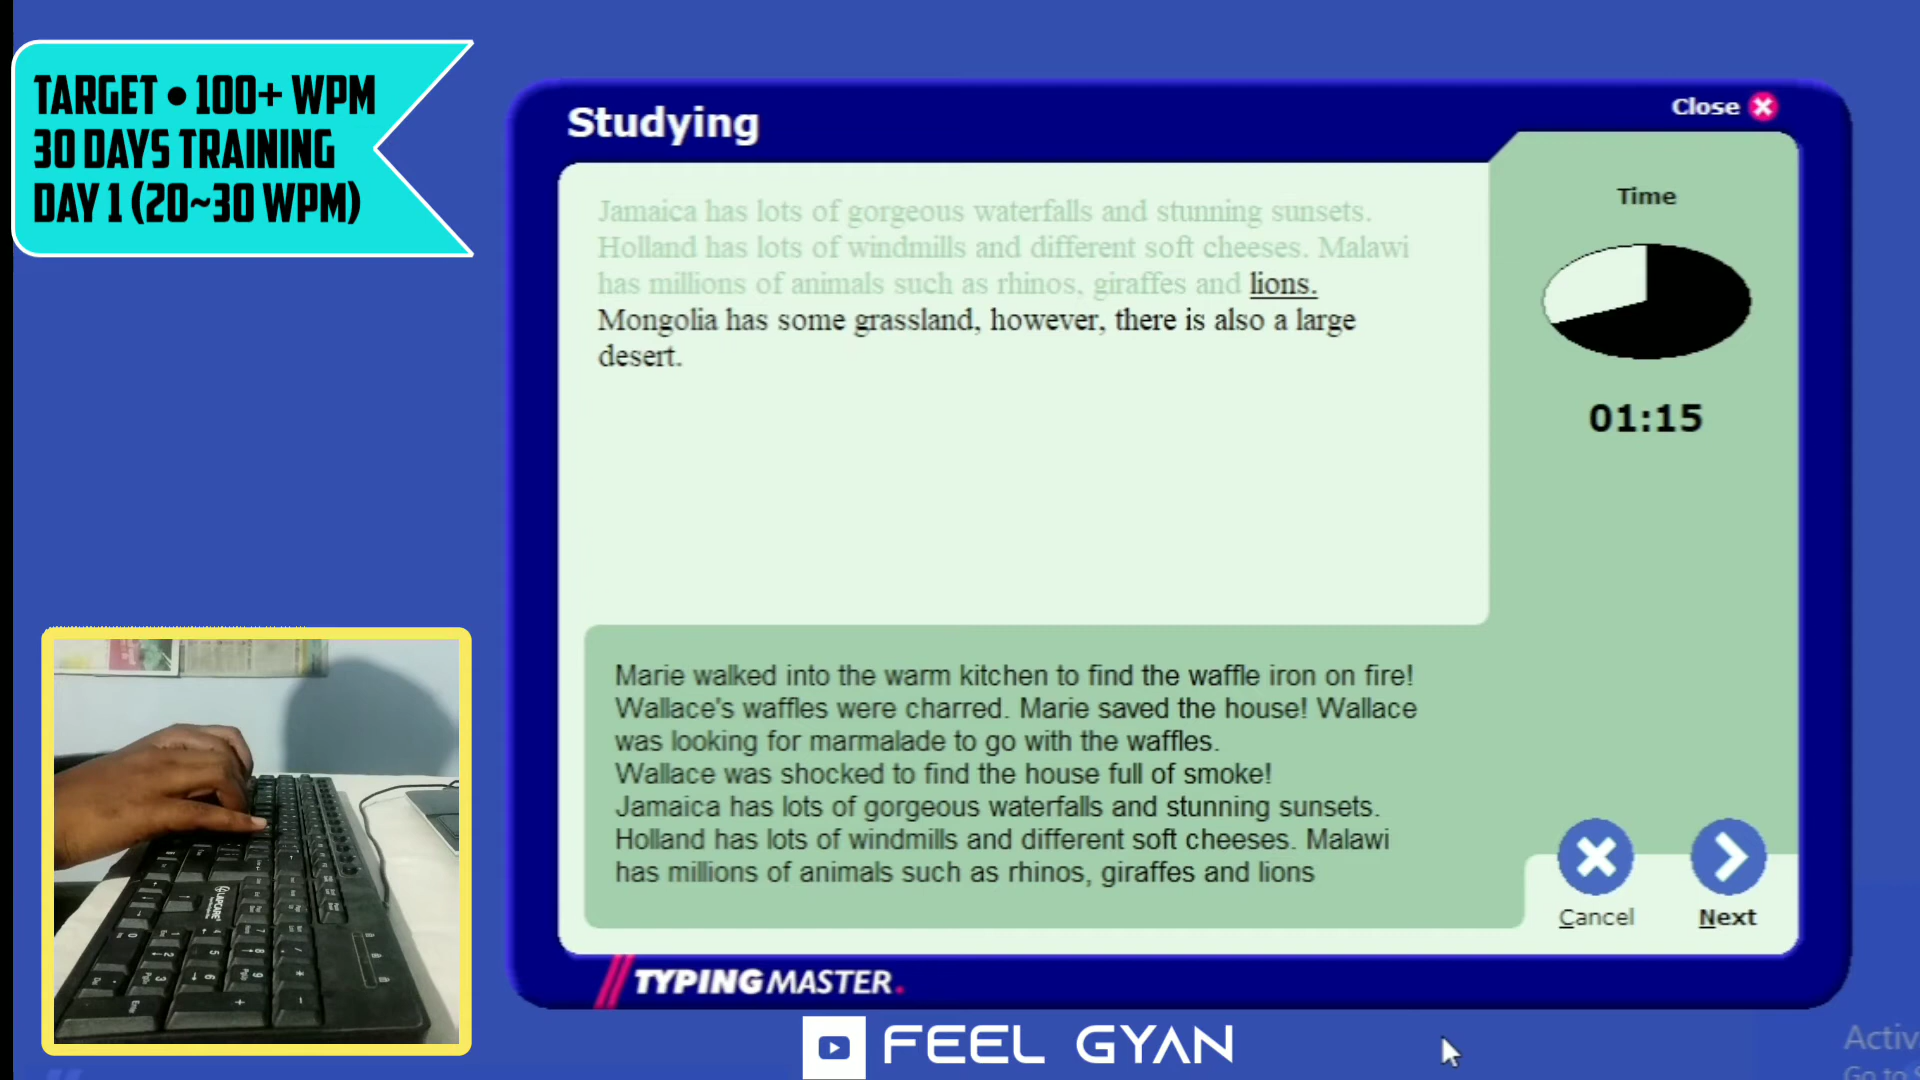 TARGET • 100+ WPM
30 DAYS TRAINING
DAY 1 (20~30 WPM)
Studying
Close
Jamaica has lots of gorgeous waterfalls and stunning sunsets.
Holland has lots of windmills and different soft cheeses. Malawi
has millions of animals such as rhinos, giraffes and lions.
Mongolia has some grassland, however, there is also a large
desert.
Time
01:15
Marie walked into the warm kitchen to find the waffle iron on fire!
Wallace's waffles were charred. Marie saved the house! Wallace
was looking for marmalade to go with the waffles.
Wallace was shocked to find the house full of smoke!
Jamaica has lots of gorgeous waterfalls and stunning sunsets.
Holland has lots of windmills and different soft cheeses. Malawi
has millions of animals such as rhinos, giraffes and lions
Cancel
Next
TYPING MASTER.
FEEL GYAN
Activ
Go to S